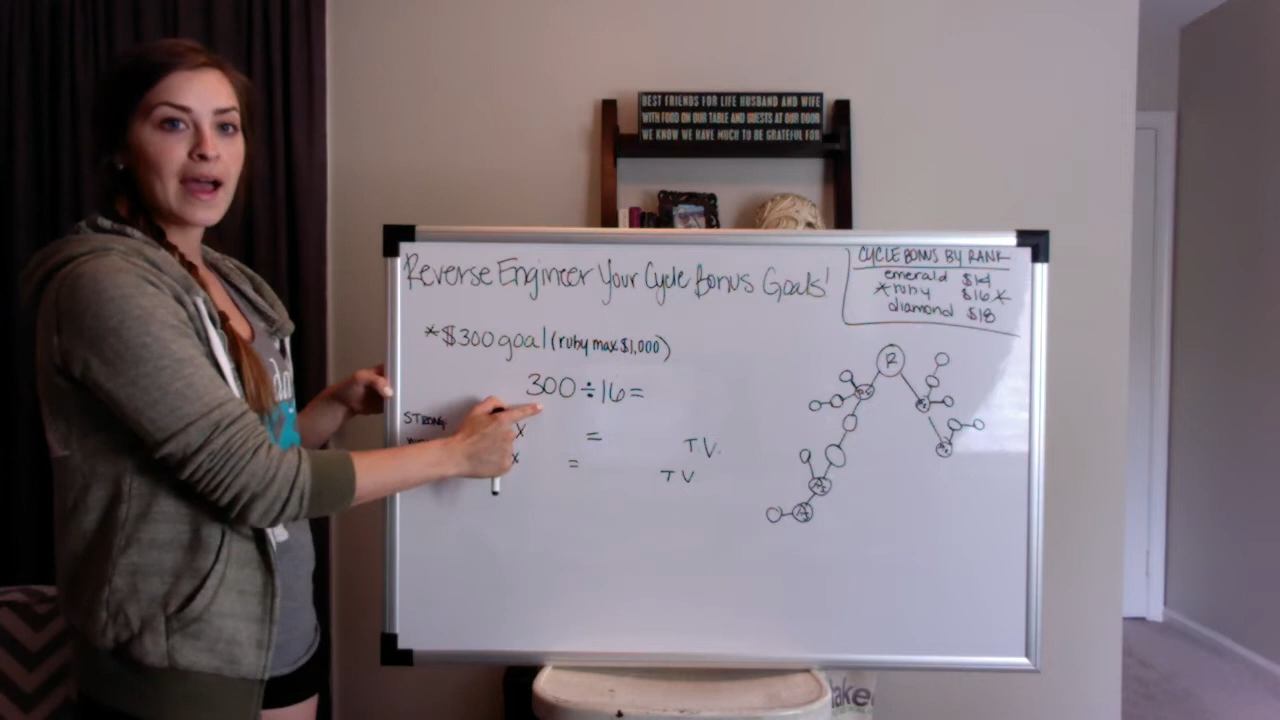 BEST FRIENDS FOR LIFE HUSBAND AND WIFE
WITH FOOD ON OUR TABLE AND GUESTS AT OUR DOOR
WE KNOW WE HAVE MUCH TO BE GRATEFUL FOR
Reverse Engineer Your Cycle Bonus Goals!
CYCLE BONUS BY RANK
emerald $14
*ruby $16*
diamond $18
*$300 goal (ruby max $1,000)
300÷16=
STRONG:
x = TV.
x = TV
R